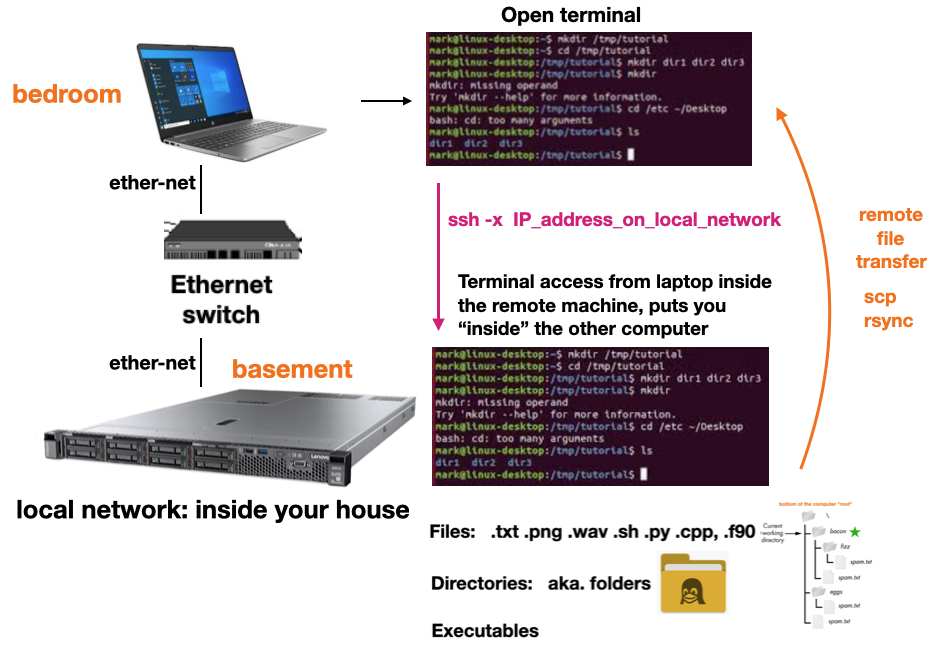 Open terminal
bedroom
mark@linux-desktop:~$ mkdir /tmp/tutorial
mark@linux-desktop:~$ cd /tmp/tutorial
mark@linux-desktop:/tmp/tutorial$ mkdir dir1 dir2 dir3
mark@linux-desktop:/tmp/tutorial$ mkdir
mkdir: missing operand
Try 'mkdir --help' for more information.
mark@linux-desktop:/tmp/tutorial$ cd /etc ~/Desktop
bash: cd: too many arguments
mark@linux-desktop:/tmp/tutorial$ ls
dir1 dir2 dir3
mark@linux-desktop:/tmp/tutorial$
ether-net
Ethernet
switch
ether-net
basement
Lenovo
local network: inside your house
ssh -x IP_address_on_local_network
Terminal access from laptop inside
the remote machine, puts you
“inside” the other computer
mark@linux-desktop:~$ mkdir /tmp/tutorial
mark@linux-desktop:~$ cd /tmp/tutorial
mark@linux-desktop:/tmp/tutorial$ mkdir dir1 dir2 dir3
mark@linux-desktop:/tmp/tutorial$ mkdir
mkdir: missing operand
Try 'mkdir --help' for more information.
mark@linux-desktop:/tmp/tutorial$ cd /etc ~/Desktop
bash: cd: too many arguments
mark@linux-desktop:/tmp/tutorial$ ls
dir1 dir2 dir3
mark@linux-desktop:/tmp/tutorial$
remote
file
transfer
scp
rsync
Files: .txt .png .wav .sh .py .cpp, .f90
Directories: aka. folders
Executables
bottom of the computer "root"
\
Current
working
directory
bacon
fizz
spam.txt
spam.txt
eggs
spam.txt
spam.txt